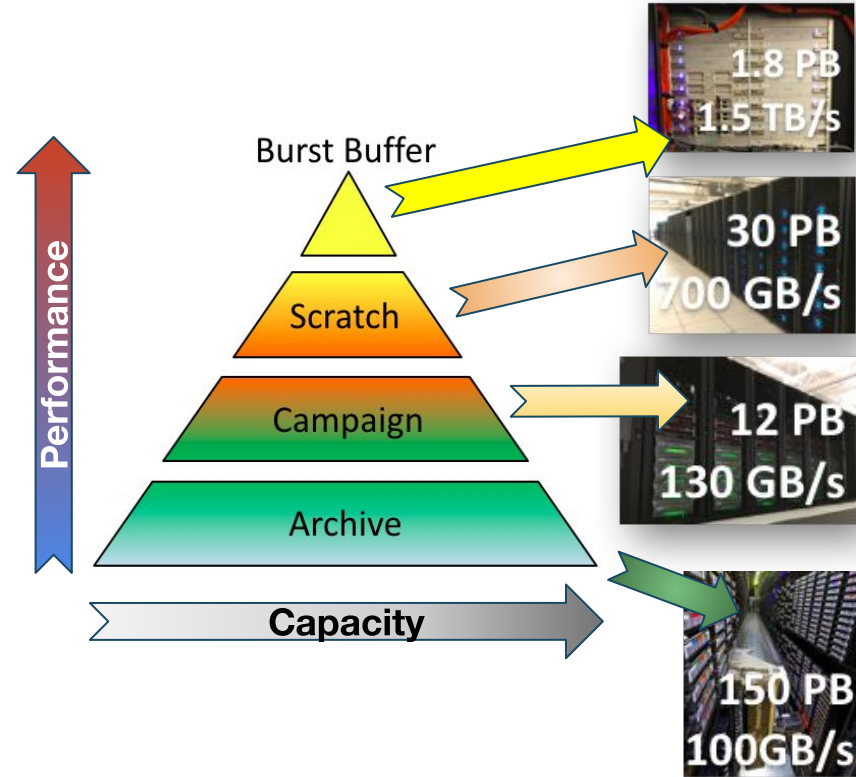 1.8 PB
1.5 TB/s
Burst Buffer
30 PB
700 GB/s
Scratch
Performance
Campaign
12 PB
130 GB/s
Archive
Capacity
150 PB
100GB/s